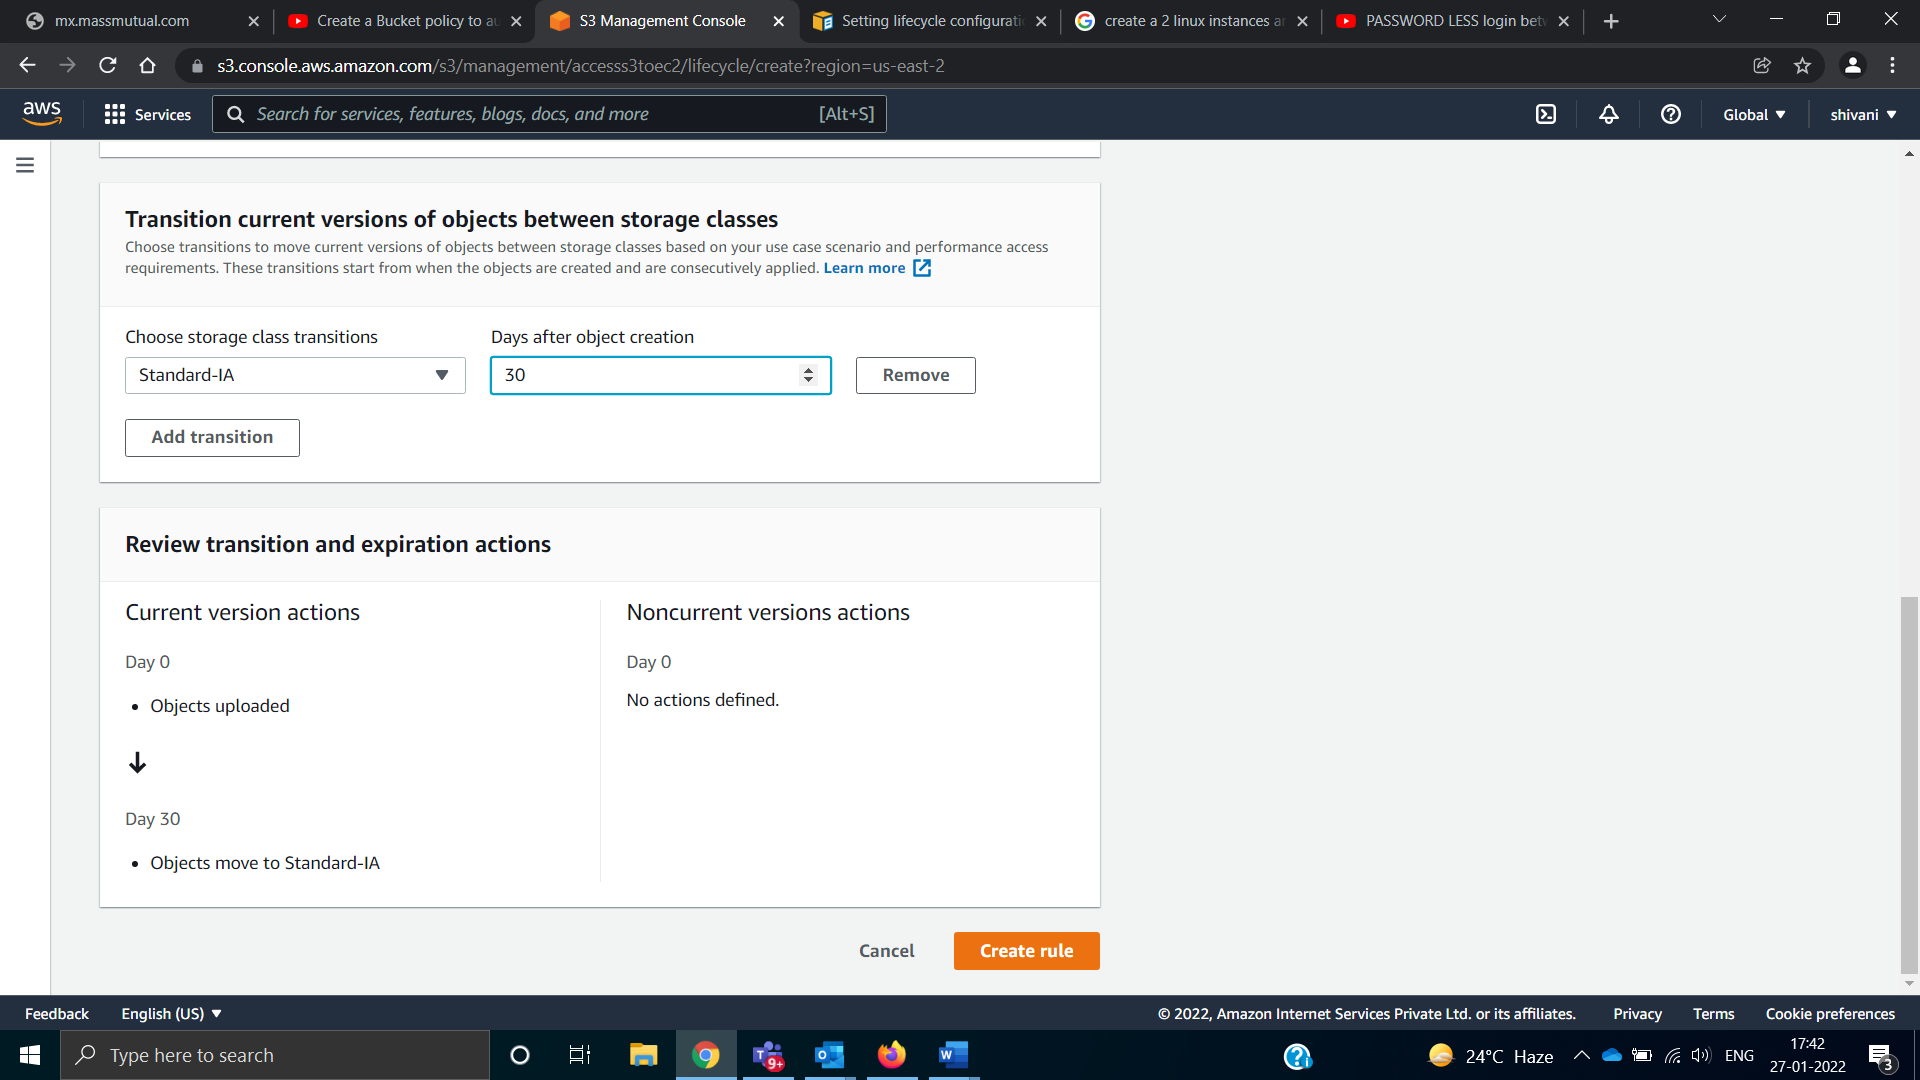 mx.massmutual.com
Create a Bucket policy to au
S3 Management Console
Setting lifecycle configurati
create a 2 linux instances a
PASSWORD LESS login bet
s3.console.aws.amazon.com/s3/management/accesss3toec2/lifecycle/create?region=us-east-2
aws
Services
Search for services, features, blogs, docs, and more
[Alt+S]
Global
shivani
Transition current versions of objects between storage classes
Choose transitions to move current versions of objects between storage classes based on your use case scenario and performance access
requirements. These transitions start from when the objects are created and are consecutively applied. Learn more
Choose storage class transitions
Days after object creation
Standard-IA
30
Remove
Add transition
Review transition and expiration actions
Current version actions
Day 0
• Objects uploaded
Day 30
• Objects move to Standard-IA
Noncurrent versions actions
Day 0
No actions defined.
Cancel
Create rule
Feedback
English (US)
© 2022, Amazon Internet Services Private Ltd. or its affiliates.
Privacy
Terms
Cookie preferences
Type here to search
9+
24°C Haze
ENG
17:42
27-01-2022
3